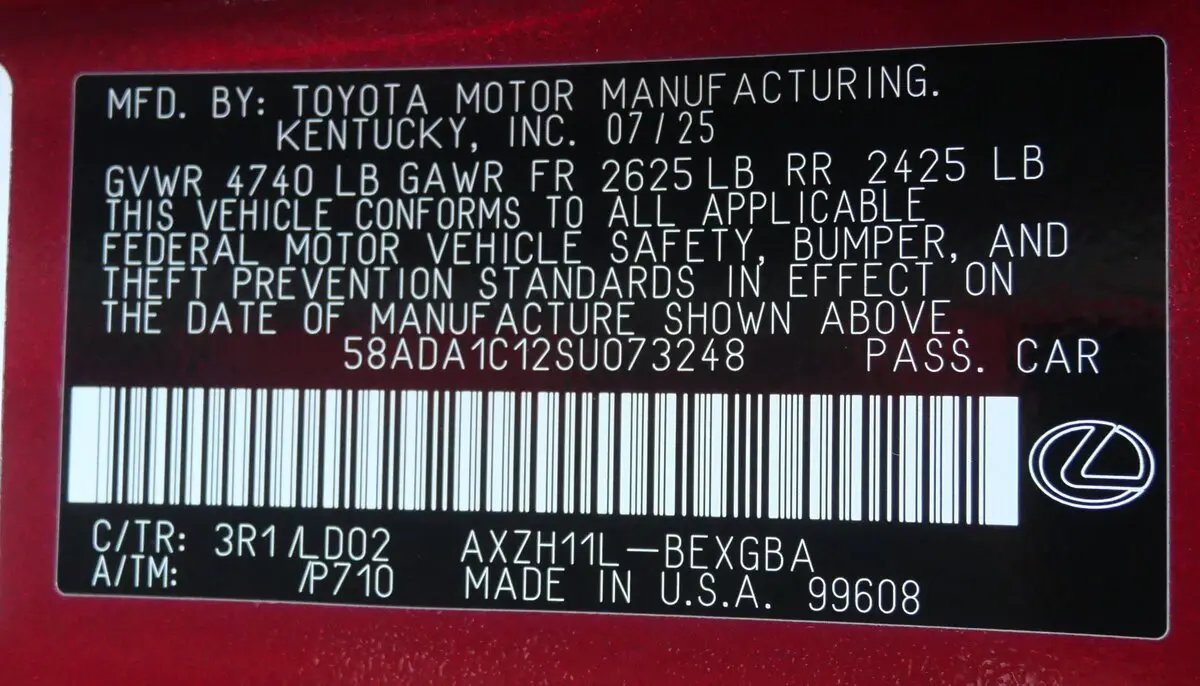 MFD. BY: TOYOTA MOTOR MANUFACTURING.
KENTUCKY, INC. 07/25
GVWR 4740 LB GAWR FR 2625 LB RR 2425 LB
THIS VEHICLE CONFORMS TO ALL APPLICABLE
FEDERAL MOTOR VEHICLE SAFETY, BUMPER, AND
THEFT PREVENTION STANDARDS IN EFFECT ON
THE DATE OF MANUFACTURE SHOWN ABOVE.
58ADA1C12SU073248 PASS. CAR
C/TR: 3R1/LD02 AXZH11L-BEXGBA
A/TM: /P710 MADE IN U.S.A. 99608